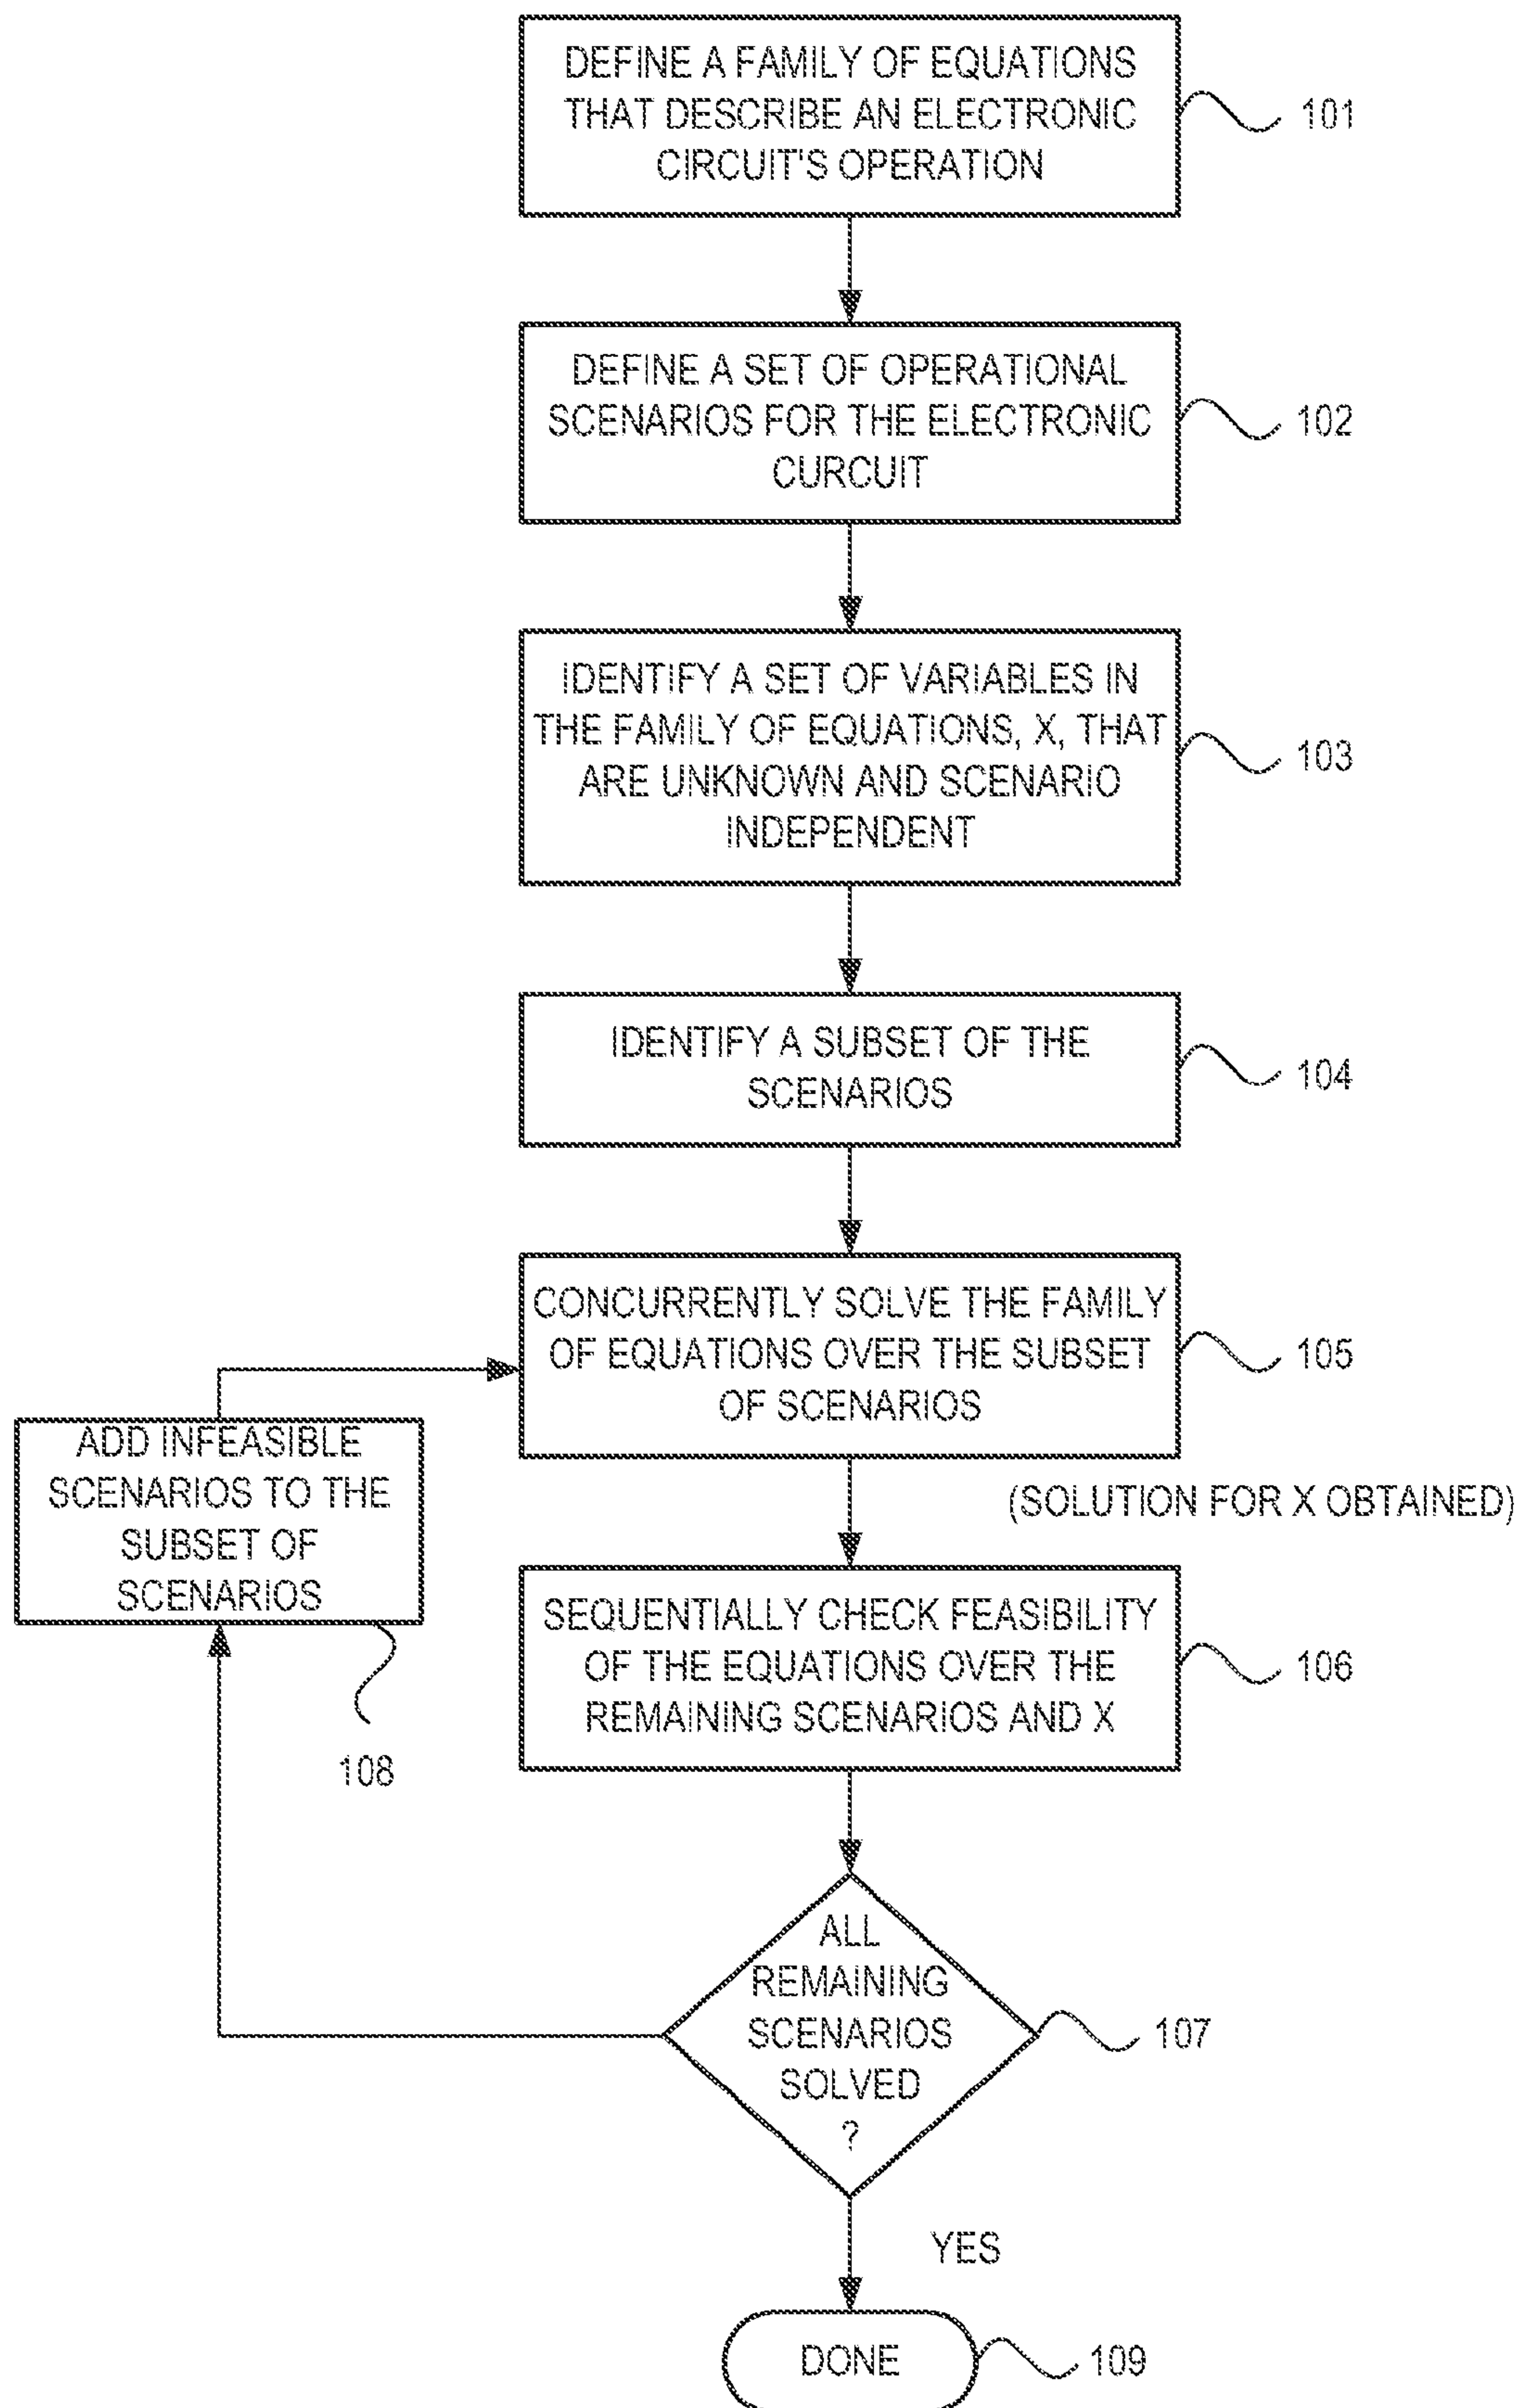 DEFINE A FAMILY OF EQUATIONS
THAT DESCRIBE AN ELECTRONIC
CIRCUIT'S OPERATION
101
DEFINE A SET OF OPERATIONAL
SCENARIOS FOR THE ELECTRONIC
CURCUIT
102
IDENTIFY A SET OF VARIABLES IN
THE FAMILY OF EQUATIONS, X, THAT
ARE UNKNOWN AND SCENARIO
INDEPENDENT
103
IDENTIFY A SUBSET OF THE
SCENARIOS
104
CONCURRENTLY SOLVE THE FAMILY
OF EQUATIONS OVER THE SUBSET
OF SCENARIOS
105
(SOLUTION FOR X OBTAINED)
SEQUENTIALLY CHECK FEASIBILITY
OF THE EQUATIONS OVER THE
REMAINING SCENARIOS AND X
106
ALL
REMAINING
SCENARIOS
SOLVED
?
107
ADD INFEASIBLE
SCENARIOS TO THE
SUBSET OF
SCENARIOS
108
YES
DONE
109